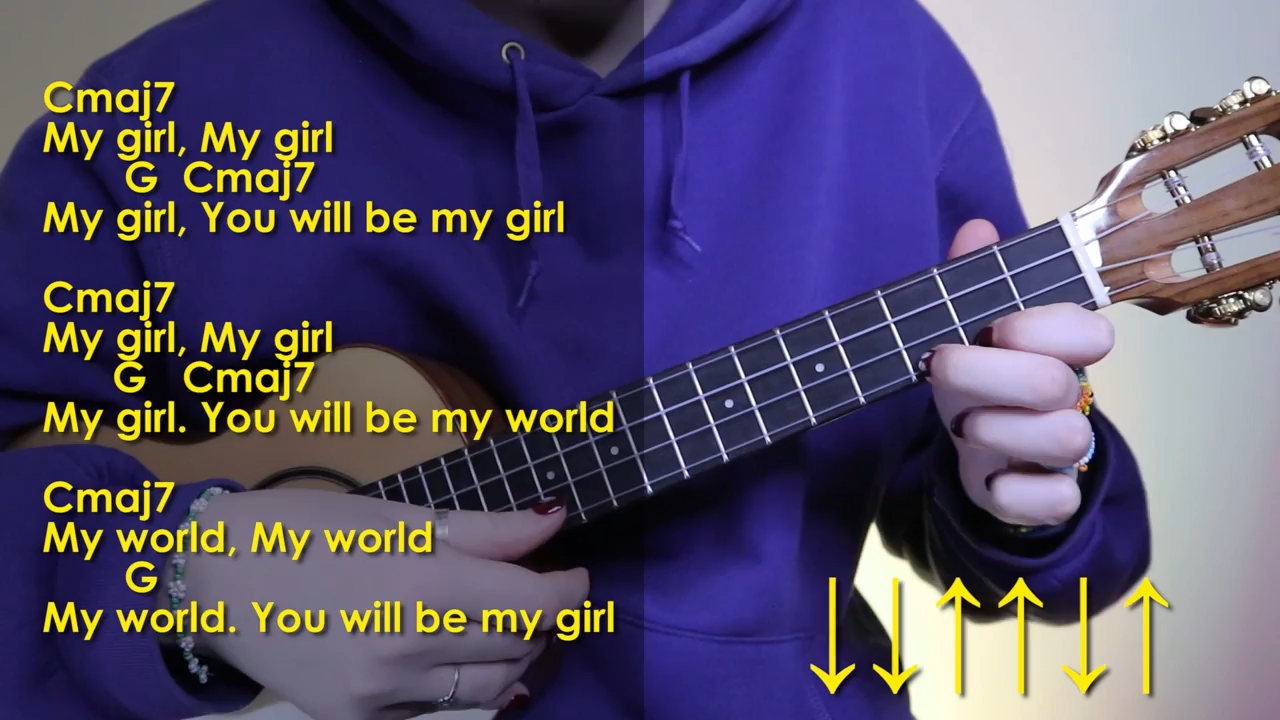 Cmaj7
My girl, My girl
G Cmaj7
My girl, You will be my girl
Cmaj7
My girl, My girl
G Cmaj7
My girl. You will be my world
Cmaj7
My world, My world
G
My world. You will be my girl
↓↓↑↑↓↑